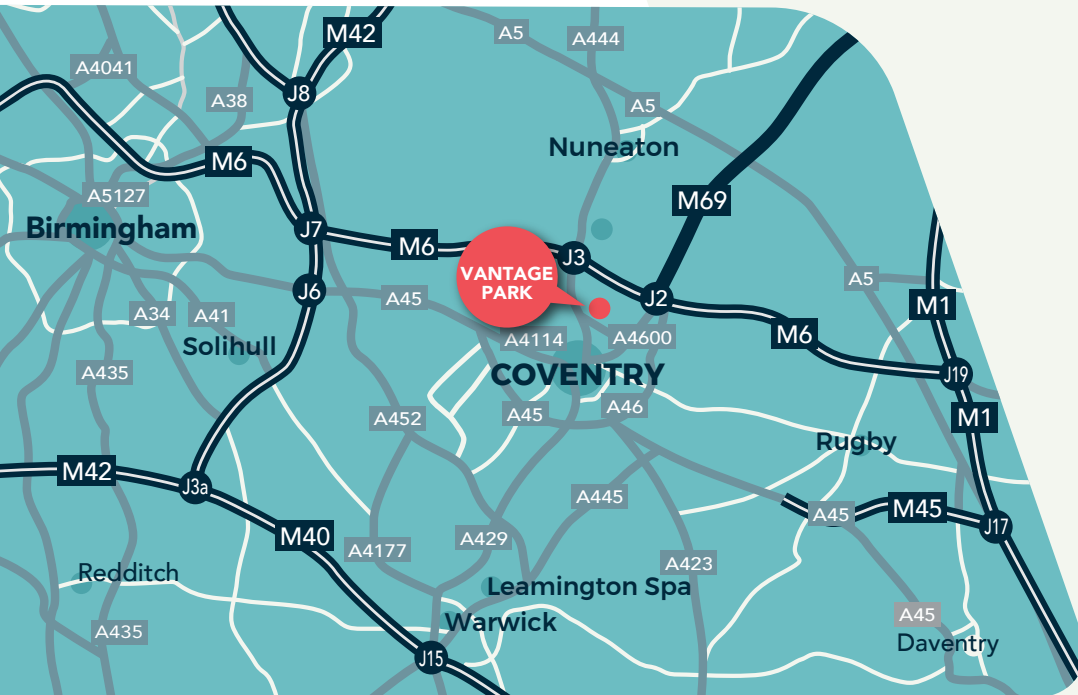 M42
A5
A444
A4041
J8
A38
A5
Nuneaton
M6
A5127
M69
Birmingham
J7
M6
J3
VANTAGE
PARK
J6
A45
J2
A5
M1
A34
A41
A4114
A4600
M6
Solihull
A435
COVENTRY
J19
A45
A46
M1
A452
Rugby
M42
J3a
A445
A45
M45
J17
M40
A4177
A429
A423
Redditch
Leamington Spa
A45
Warwick
A435
Daventry
J15